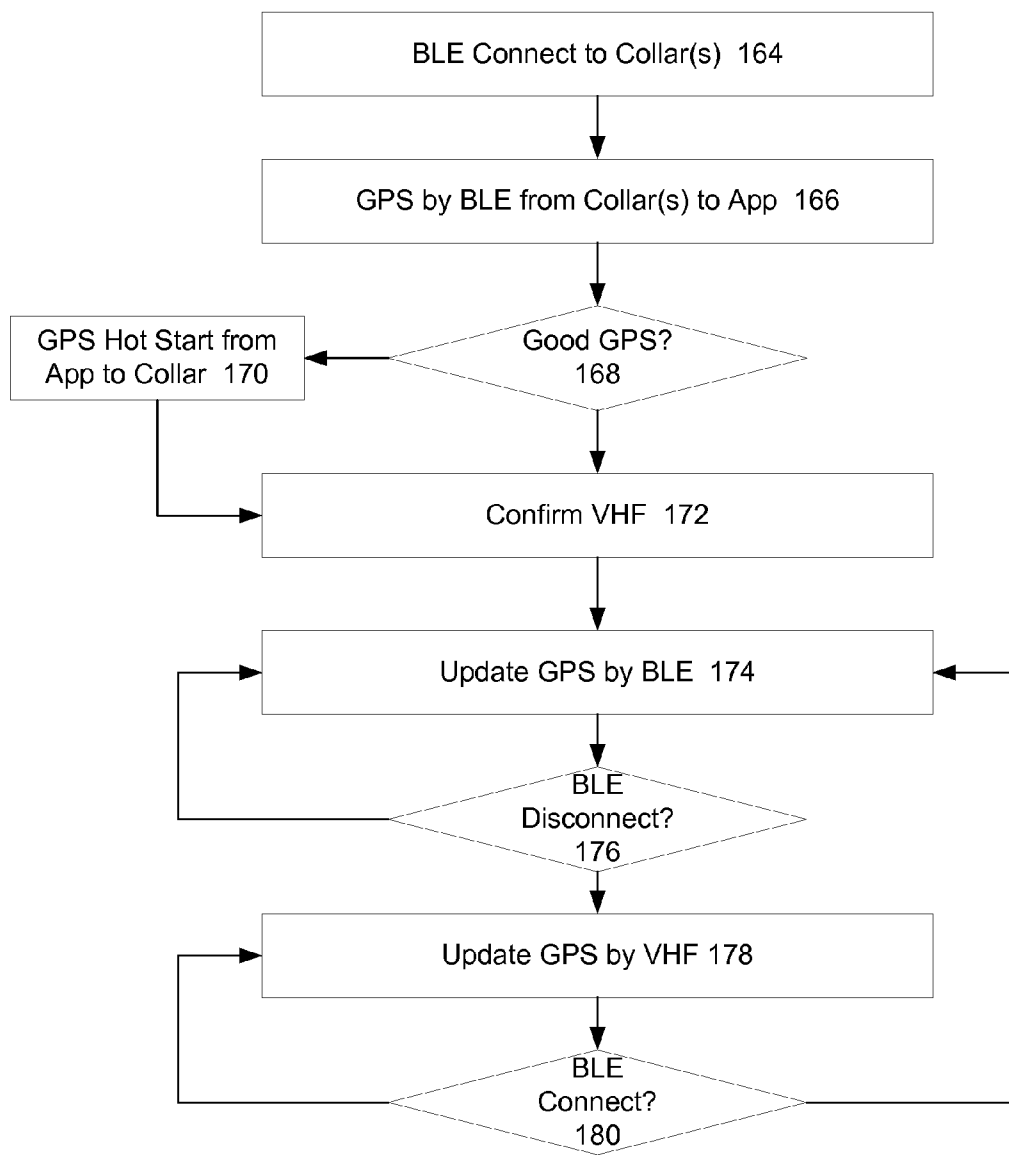 BLE Connect to Collar(s) 164
GPS by BLE from Collar(s) to App 166
Good GPS?
168
GPS Hot Start from
App to Collar 170
Confirm VHF 172
Update GPS by BLE 174
BLE
Disconnect?
176
Update GPS by VHF 178
BLE
Connect?
180